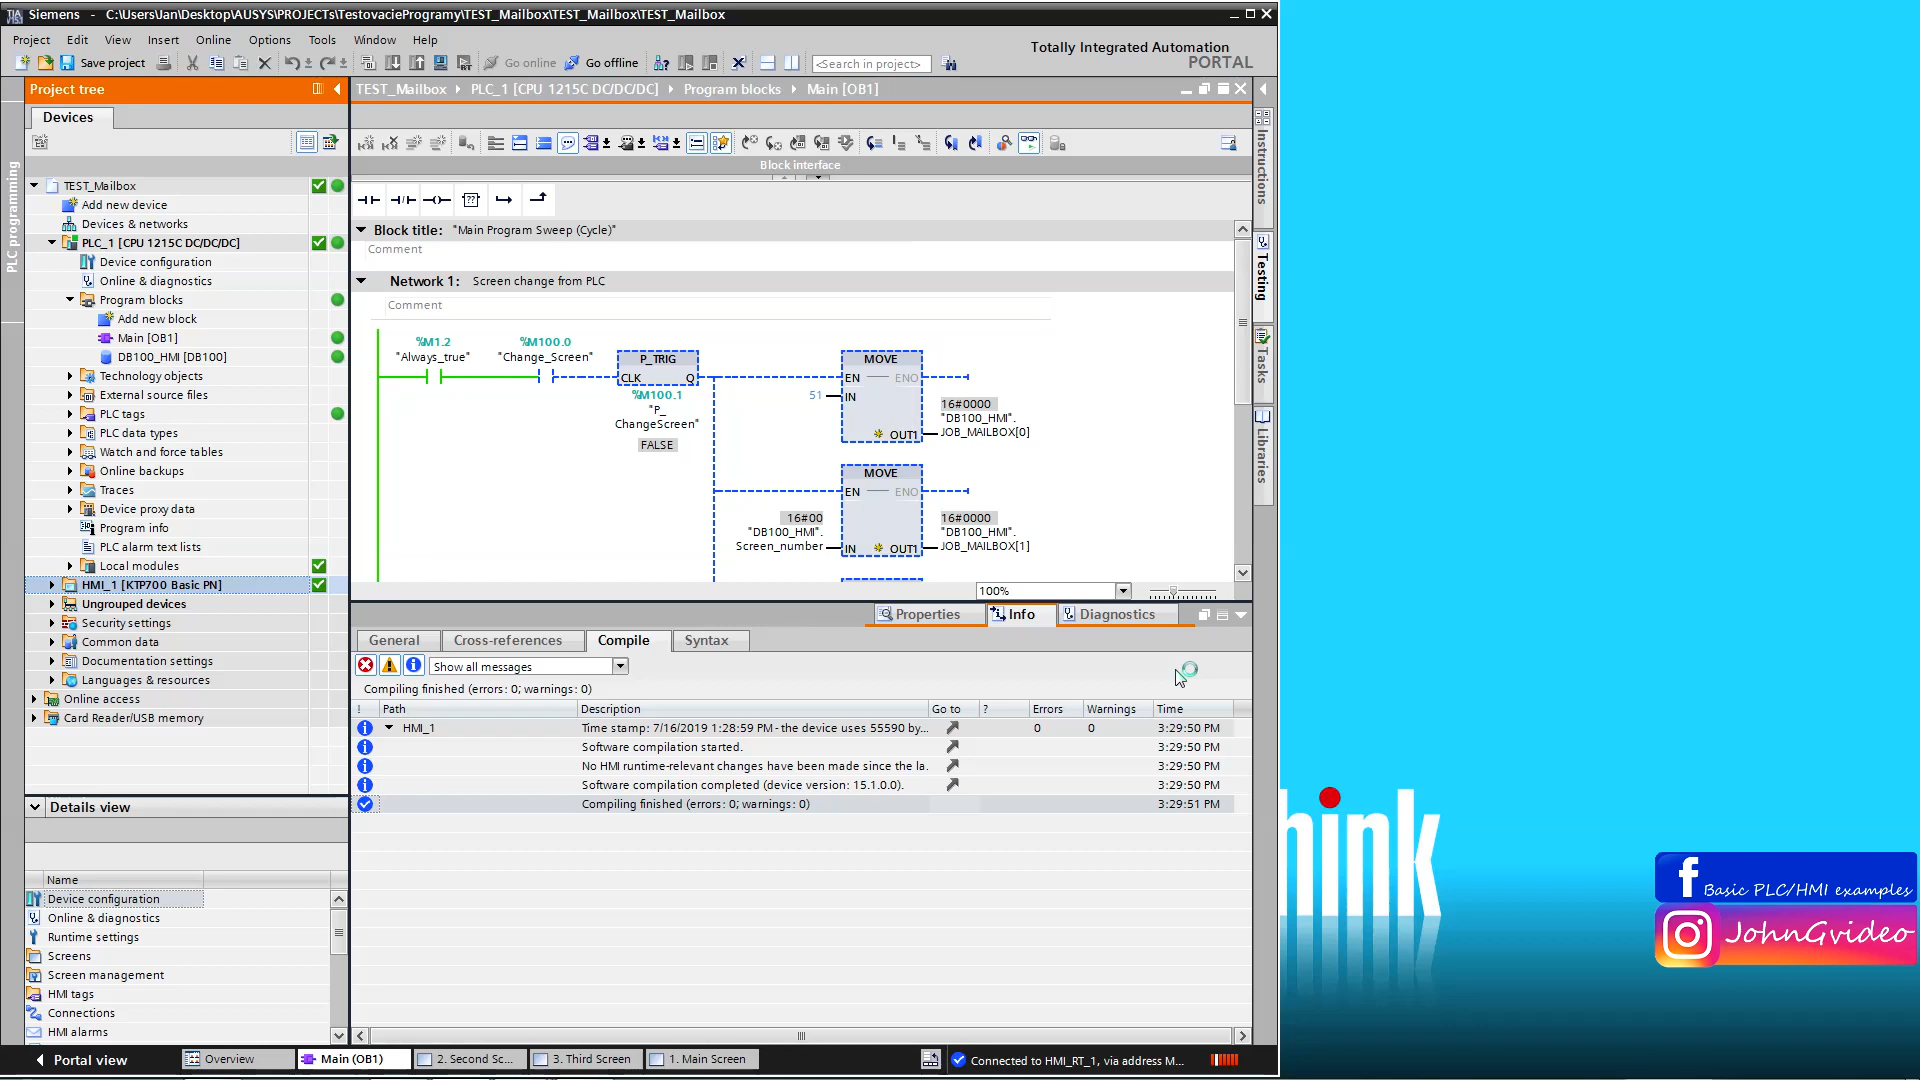 Siemens - C:\Users\Jan\Desktop\AUSYS\PROJECTs\TestovacieProgramy\TEST_Mailbox\TEST_Mailbox\TEST_Mailbox
Project Edit View Insert Online Options Tools Window Help
Totally Integrated Automation
PORTAL
Save project Go online Go offline <Search in project>
Project tree
TEST_Mailbox PLC_1 [CPU 1215C DC/DC/DC] Program blocks Main [OB1]
Devices
PLC programming
Block interface
TEST_Mailbox
Add new device
Devices & networks
PLC_1 [CPU 1215C DC/DC/DC]
Device configuration
Online & diagnostics
Program blocks
Add new block
Main [OB1]
DB100_HMI [DB100]
Technology objects
External source files
PLC tags
PLC data types
Watch and force tables
Online backups
Traces
Device proxy data
Program info
PLC alarm text lists
Local modules
HMI_1 [KTP700 Basic PN]
Ungrouped devices
Security settings
Common data
Documentation settings
Languages & resources
Online access
Card Reader/USB memory
Details view
Name
Device configuration
Online & diagnostics
Runtime settings
Screens
Screen management
HMI tags
Connections
HMI alarms
Block title: "Main Program Sweep (Cycle)"
Comment
Network 1: Screen change from PLC
Comment
%M1.2
"Always_true"
%M100.0
"Change_Screen"
P_TRIG
CLK Q
%M100.1
"P_
ChangeScreen"
FALSE
MOVE
EN ENO
51 IN
OUT1
16#0000
"DB100_HMI".
JOB_MAILBOX[0]
MOVE
EN ENO
16#00
"DB100_HMI".
Screen_number IN
OUT1
16#0000
"DB100_HMI".
JOB_MAILBOX[1]
100%
Instructions
Testing
Tasks
Libraries
Properties Info Diagnostics
General Cross-references Compile Syntax
Show all messages
Compiling finished (errors: 0; warnings: 0)
! Path Description Go to ? Errors Warnings Time
HMI_1 Time stamp: 7/16/2019 1:28:59 PM - the device uses 55590 by... 0 0 3:29:50 PM
Software compilation started. 3:29:50 PM
No HMI runtime-relevant changes have been made since the la. 3:29:50 PM
Software compilation completed (device version: 15.1.0.0). 3:29:50 PM
Compiling finished (errors: 0; warnings: 0) 3:29:51 PM
Portal view Overview Main (OB1) 2. Second Sc... 3. Third Screen 1. Main Screen Connected to HMI_RT_1, via address M...
hink
f Basic PLC/HMI examples
JohnGvideo